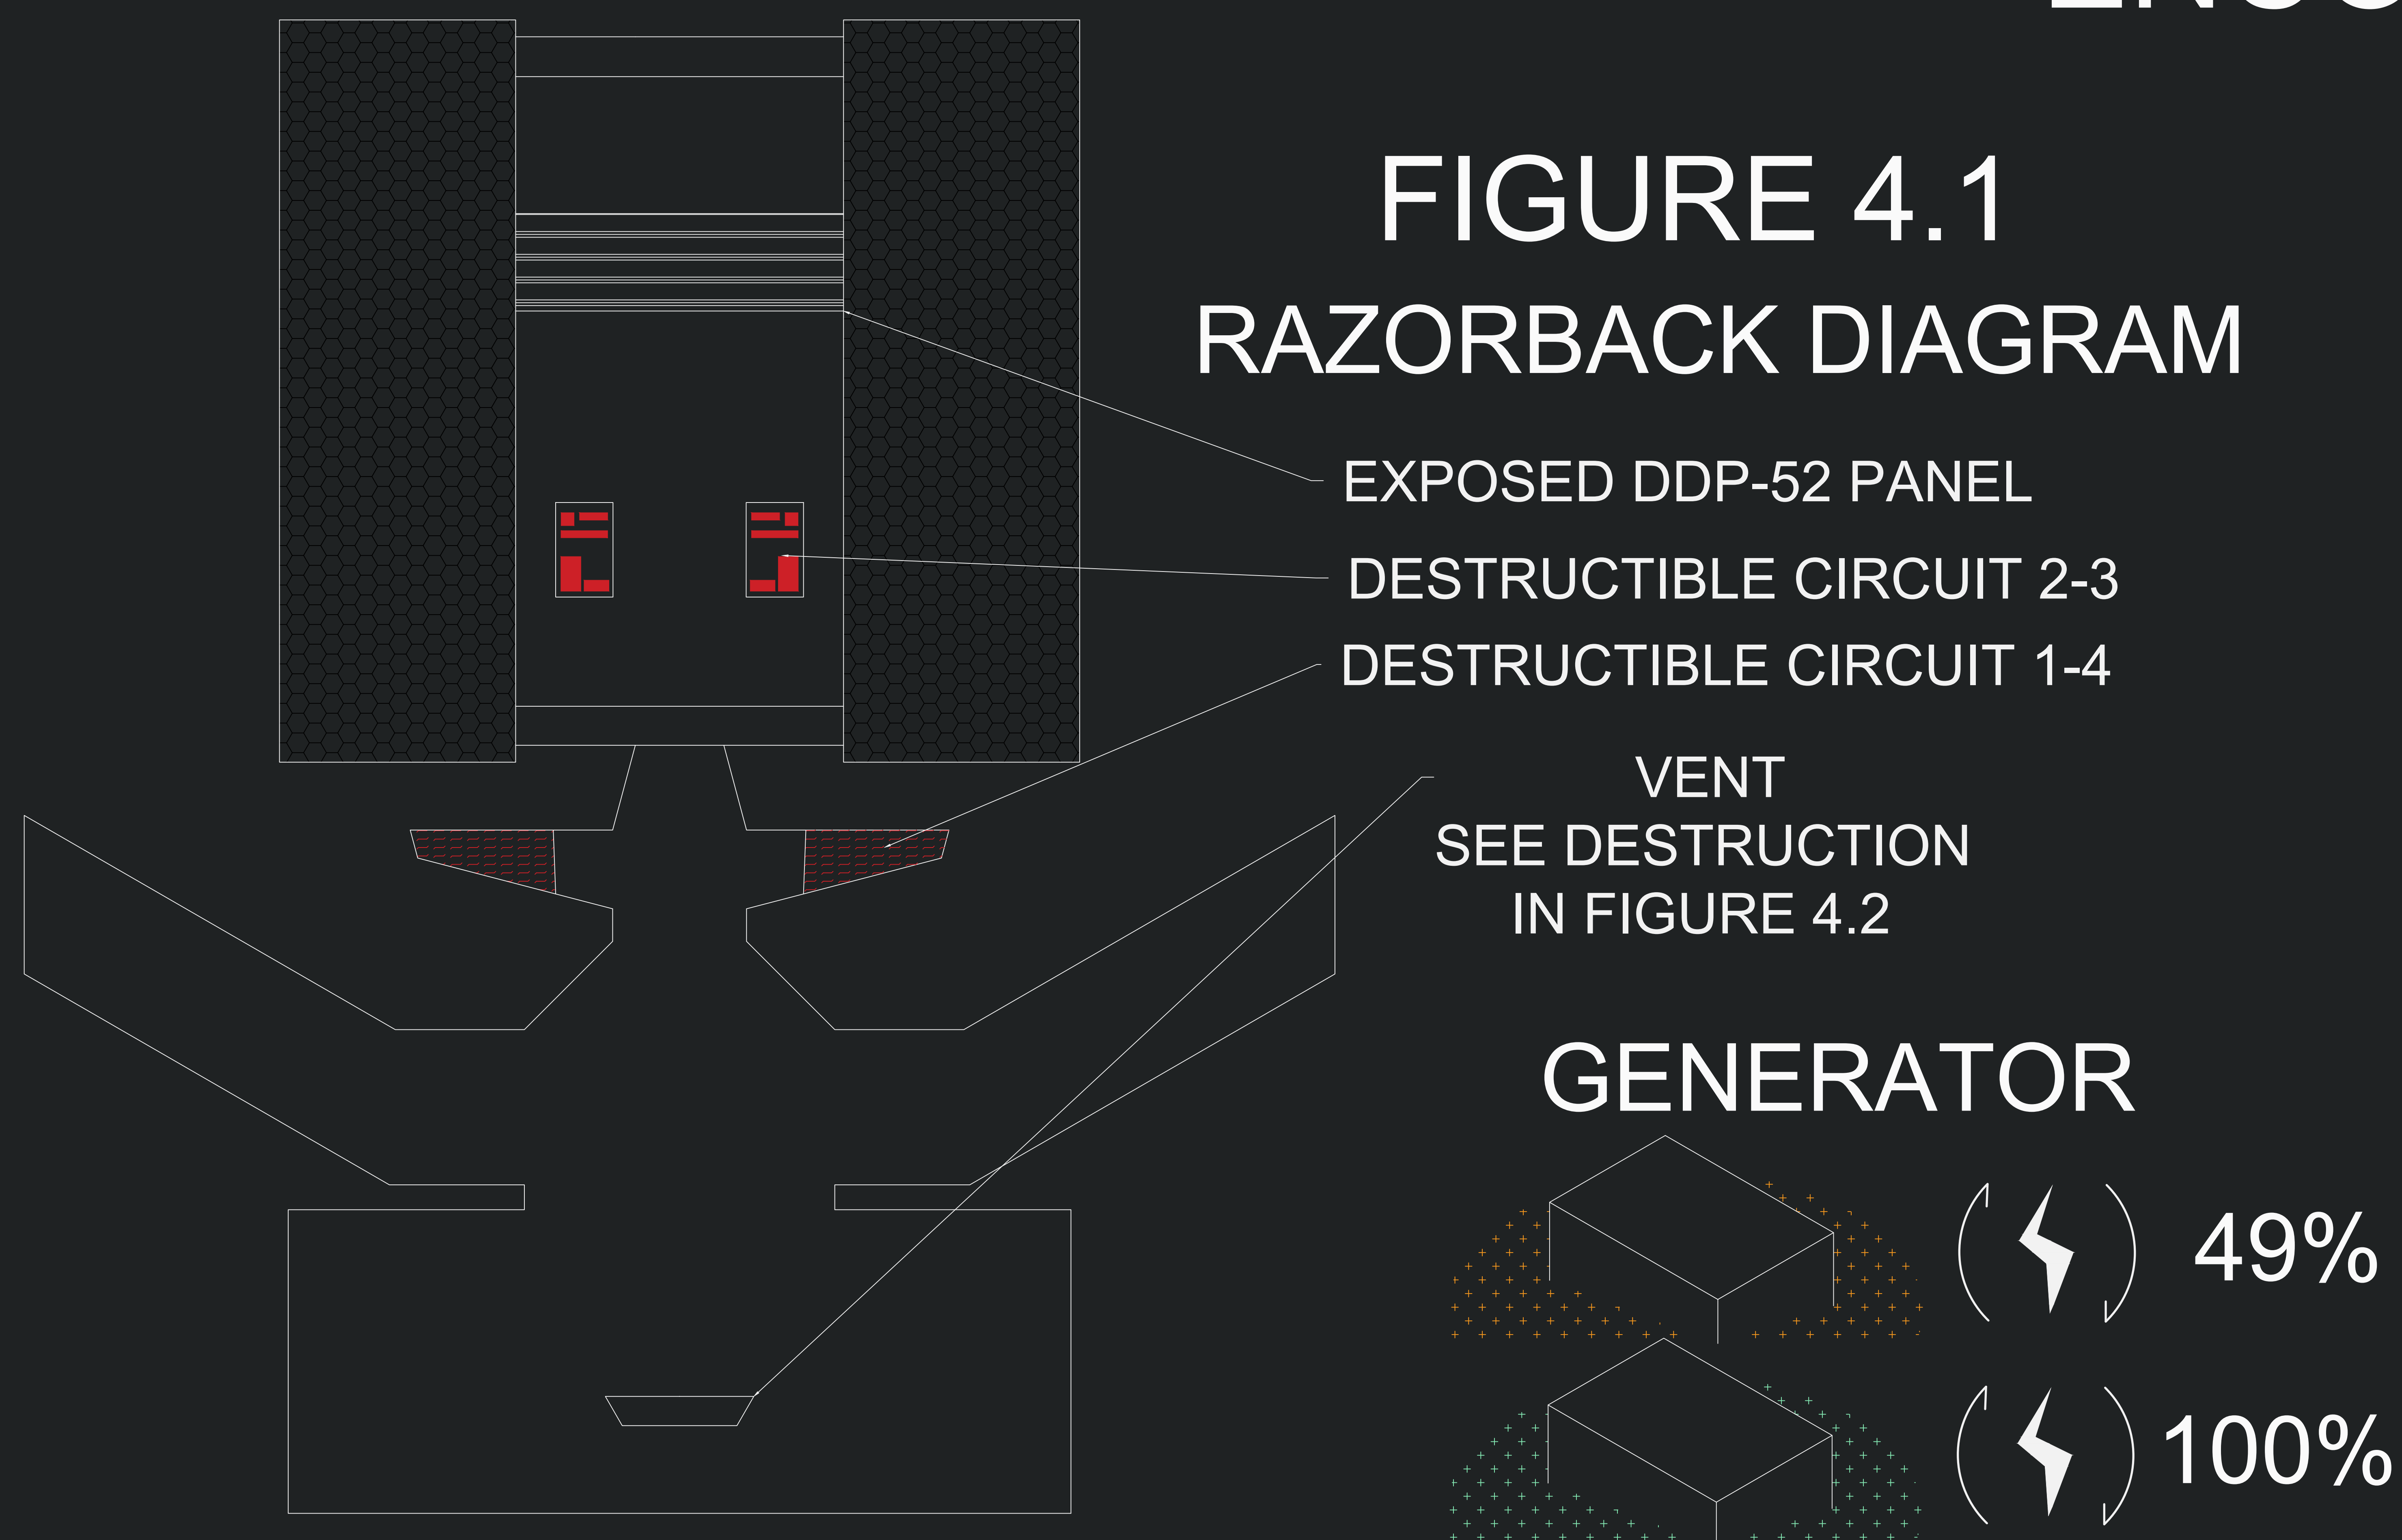 FIGURE 4.1
RAZORBACK DIAGRAM
EXPOSED DDP-52 PANEL
DESTRUCTIBLE CIRCUIT 2-3
DESTRUCTIBLE CIRCUIT 1-4
VENT
SEE DESTRUCTION
IN FIGURE 4.2
GENERATOR
49%
100%